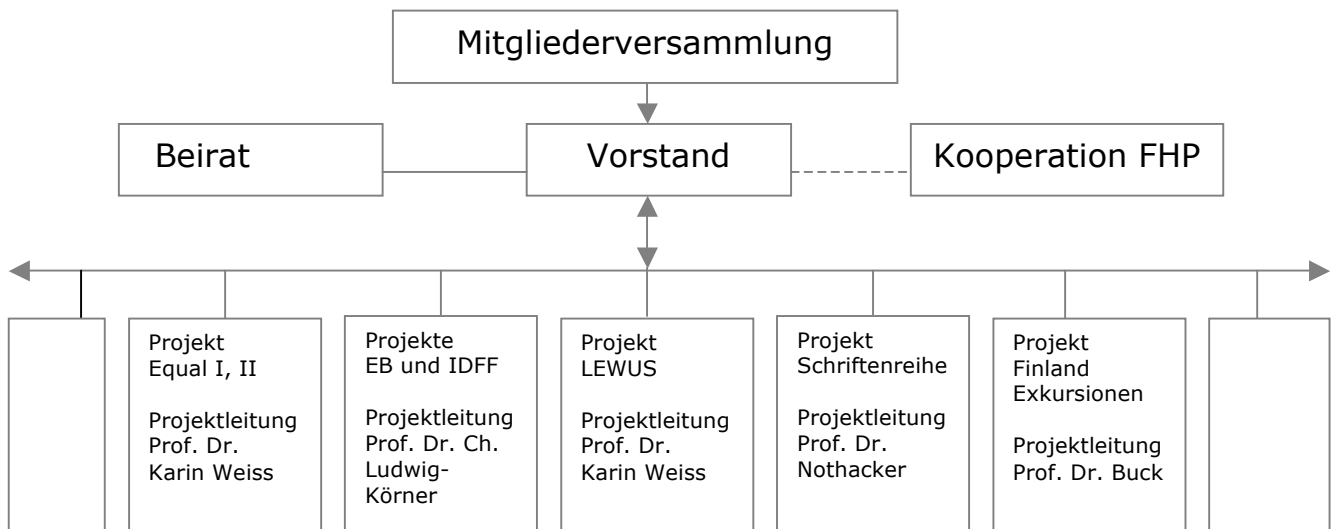 Mitgliederversammlung
Beirat
Vorstand
Kooperation FHP
Projekt
Equal I, II
Projektleitung
Prof. Dr.
Karin Weiss
Projekte
EB und IDFF
Projektleitung
Prof. Dr. Ch.
Ludwig-
Körner
Projekt
LEWUS
Projektleitung
Prof. Dr.
Karin Weiss
Projekt
Schriftenreihe
Projektleitung
Prof. Dr.
Nothacker
Projekt
Finland
Exkursionen
Projektleitung
Prof. Dr. Buck